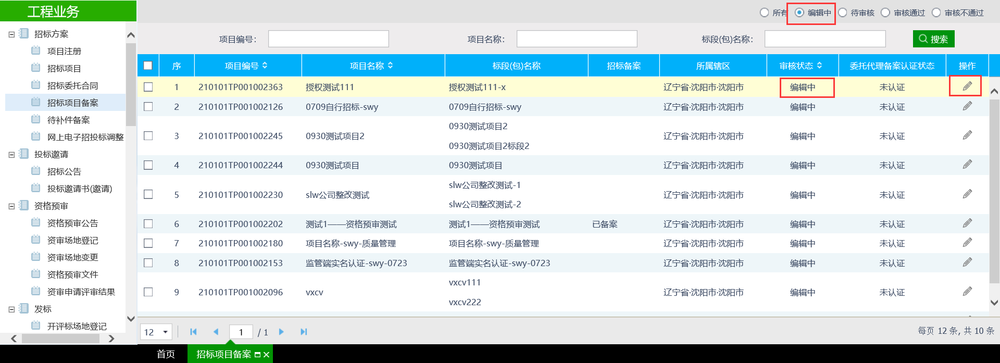 工程业务
招标方案
项目注册
招标项目
招标委托合同
招标项目备案
待补件备案
网上电子招投标调整
投标邀请
招标公告
投标邀请书(邀请)
资格预审
资格预审公告
资审场地登记
资审场地变更
资格预审文件
资审申请评审结果
发标
开评标场地登记
所有 编辑中 待审核 审核通过 审核不通过
项目编号： 项目名称： 标段(包)名称： 搜索
序 项目编号 项目名称 标段(包)名称 招标备案 所属辖区 审核状态 委托代理备案认证状态 操作
1 210101TP001002363 授权测试111 授权测试111-x 辽宁省·沈阳市·沈阳市 编辑中 未认证
2 210101TP001002126 0709自行招标-swy 0709自行招标-swy 辽宁省·沈阳市·沈阳市 编辑中 未认证
0930测试项目2
3 210101TP001002245 0930测试项目2 辽宁省·沈阳市·沈阳市 编辑中 未认证
0930测试项目2标段2
4 210101TP001002244 0930测试项目 0930测试项目 辽宁省·沈阳市·沈阳市 编辑中 未认证
slw公司整改测试-1
5 210101TP001002230 slw公司整改测试 辽宁省·沈阳市·沈阳市 编辑中 未认证
slw公司整改测试-2
6 210101TP001002202 测试1——资格预审测试 测试1——资格预审测试 已备案 辽宁省·沈阳市·沈阳市 编辑中 未认证
7 210101TP001002180 项目名称-swy-质量管理 项目名称-swy-质量管理 辽宁省·沈阳市·沈阳市 编辑中 未认证
8 210101TP001002153 监管端实名认证-swy-0723 监管端实名认证-swy-0723 辽宁省·沈阳市·沈阳市 编辑中 未认证
vxcv111
9 210101TP001002096 vxcv 辽宁省·沈阳市·沈阳市 编辑中 未认证
vxcv222
12 1 / 1 每页 12 条, 共 10 条
首页 招标项目备案